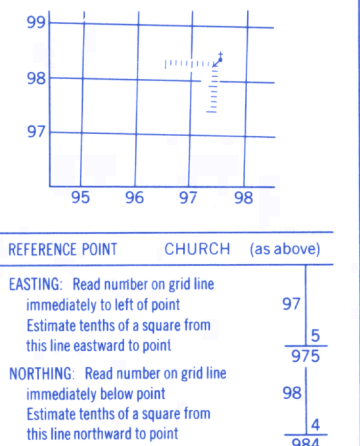 99
98
97
95 96 97 98
REFERENCE POINT CHURCH (as above)
EASTING: Read number on grid line
immediately to left of point 97
Estimate tenths of a square from
this line eastward to point 5
975
NORTHING: Read number on grid line
immediately below point 98
Estimate tenths of a square from
this line northward to point 4
984